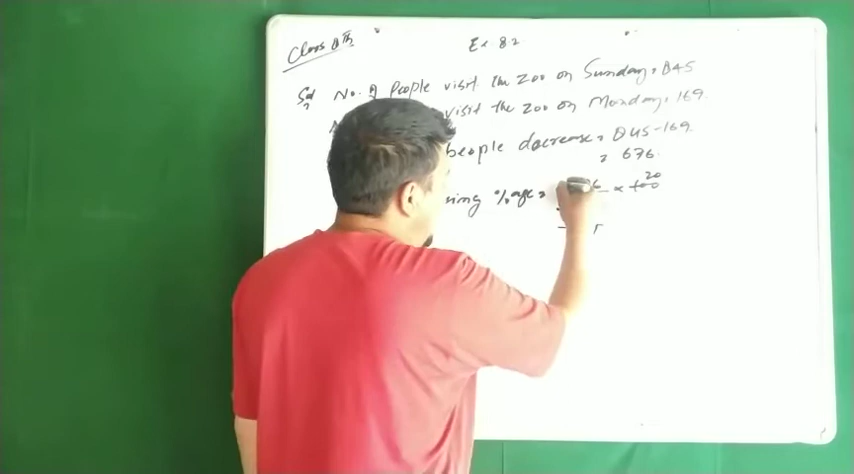 Class 8th
Ex 8.2
Sol No. of People visit the zoo on Sunday = 845
visit the zoo on Monday = 169.
people decrease = 845-169.
= 676.
%age =
× 100
20